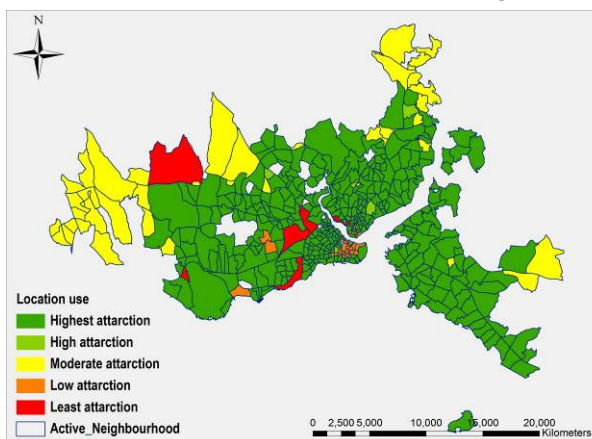 N
Location use
Highest attarction
High attarction
Moderate attarction
Low attarction
Least attarction
Active_Neighbourhood
0 2,500 5,000 10,000 15,000 20,000
Kilometers